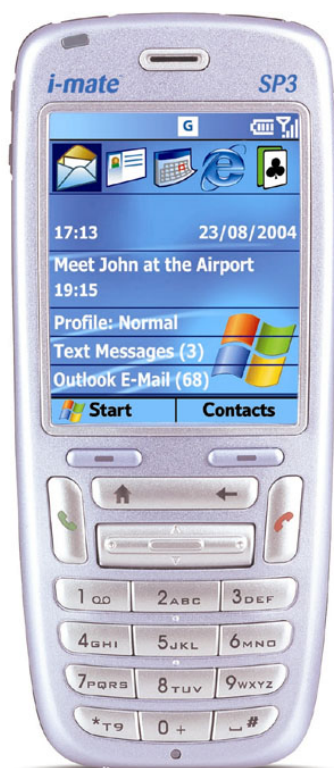 i-mate SP3
G
17:13 23/08/2004
Meet John at the Airport
19:15
Profile: Normal
Text Messages (3)
Outlook E-Mail (68)
Start Contacts
1 2ABC 3DEF
4GHI 5JKL 6MNO
7PQRS 8TUV 9WXYZ
*T9 0+ #